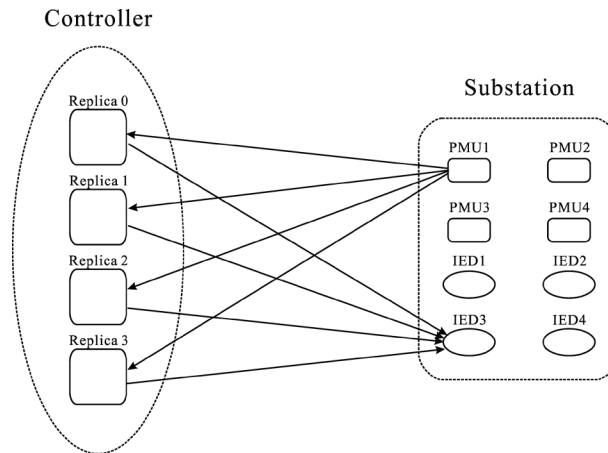 Controller
Substation
Replica 0
Replica 1
Replica 2
Replica 3
PMU1 PMU2
PMU3 PMU4
IED1 IED2
IED3 IED4